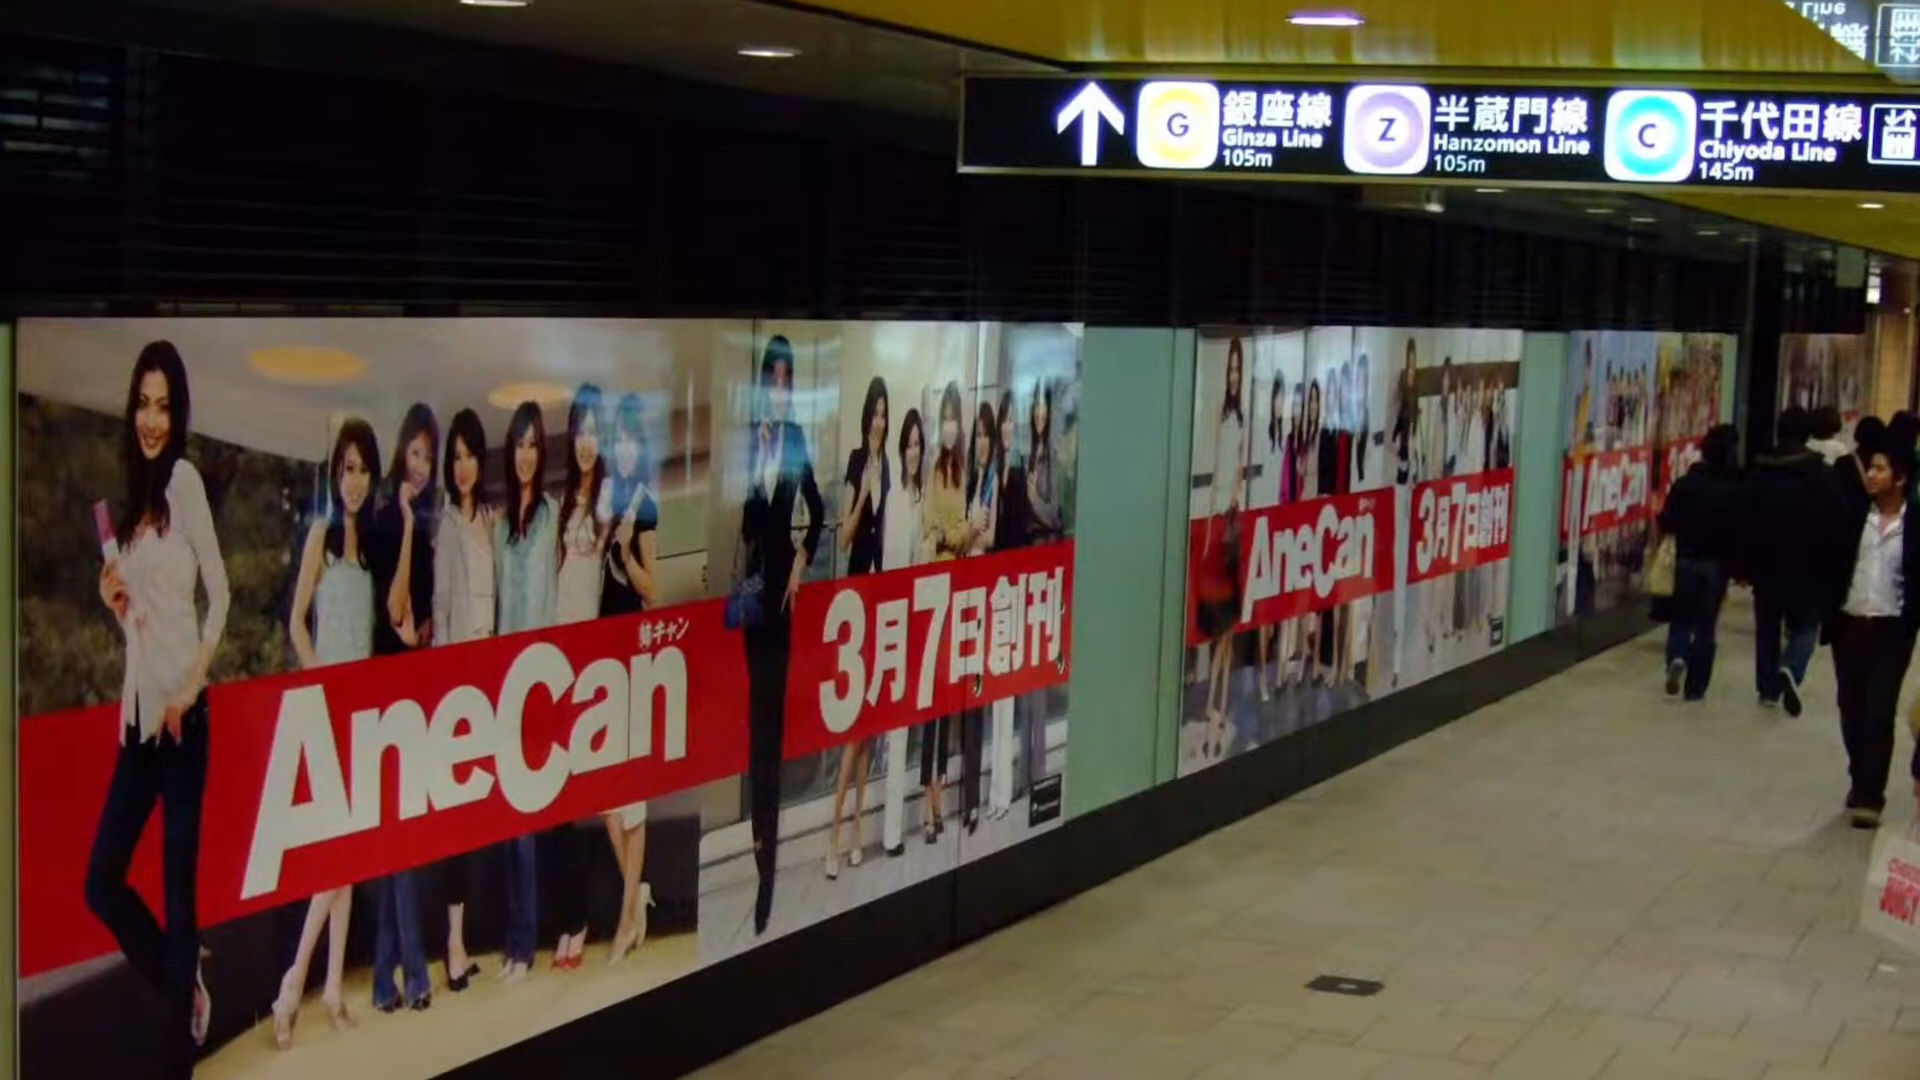 G 銀座線
Ginza Line
105m
Z 半蔵門線
Hanzomon Line
105m
C 千代田線
Chiyoda Line
145m
姉キャン
AneCan
3月7日創刊
AneCan
3月7日創刊
AneCan
JUICY